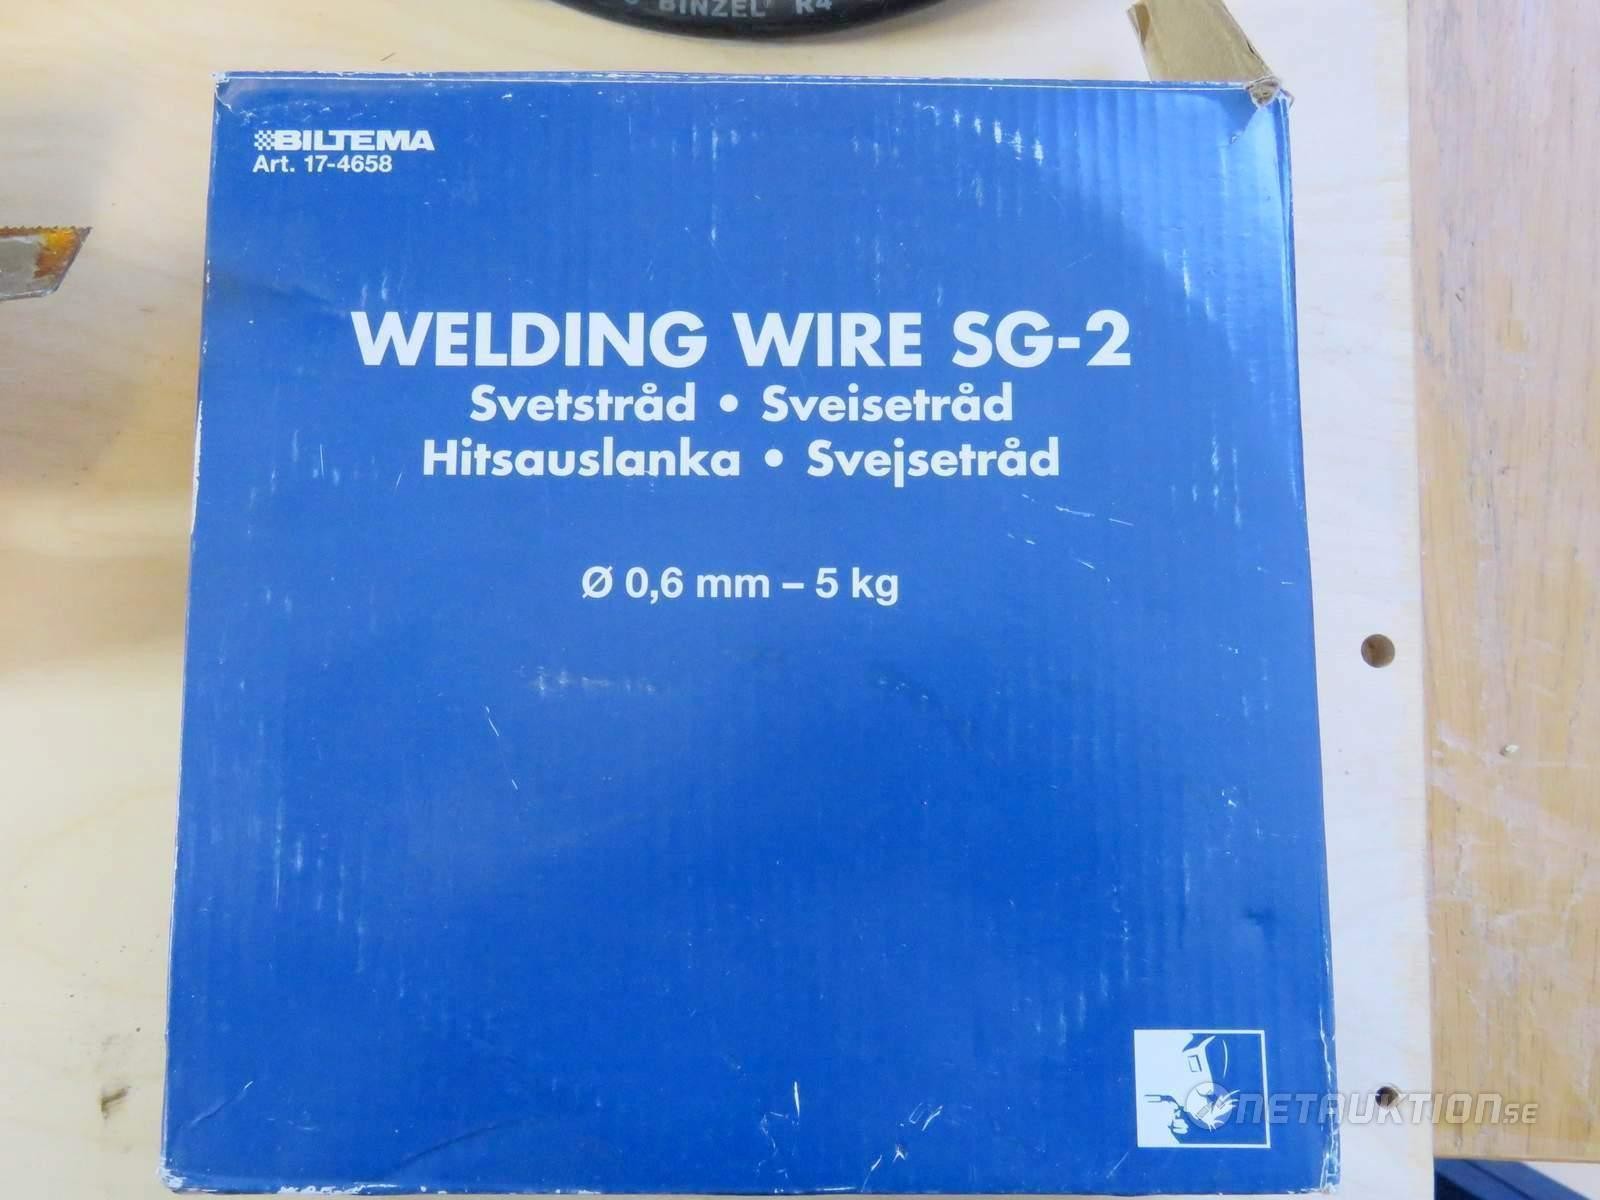 BINZEL R4
BILTEMA
Art. 17-4658
WELDING WIRE SG-2
Svetstråd • Sveisetråd
Hitsauslanka • Svejsetråd
Ø 0,6 mm – 5 kg
NETAUKTION.SE